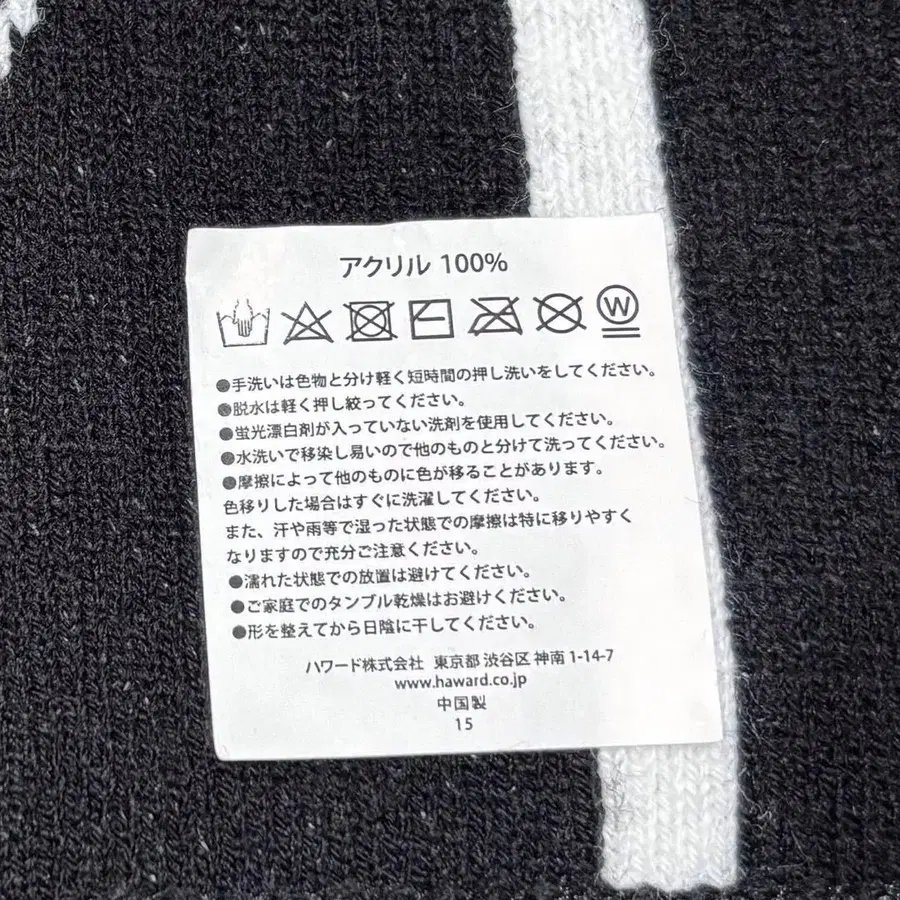 アクリル 100%
W
●手洗いは色物と分け軽く短時間の押し洗いをしてください。
●脱水は軽く押し絞ってください。
●蛍光漂白剤が入っていない洗剤を使用してください。
●水洗いで移染し易いので他のものと分けて洗ってください。
●摩擦によって他のものに色が移ることがあります。
色移りした場合はすぐに洗濯してください。
また、汗や雨等で湿った状態での摩擦は特に移りやすく
なりますので充分ご注意ください。
●濡れた状態での放置は避けてください。
●ご家庭でのタンブル乾燥はお避けください。
●形を整えてから日陰に干してください。
ハワード株式会社 東京都 渋谷区 神南 1-14-7
www.haward.co.jp
中国製
15